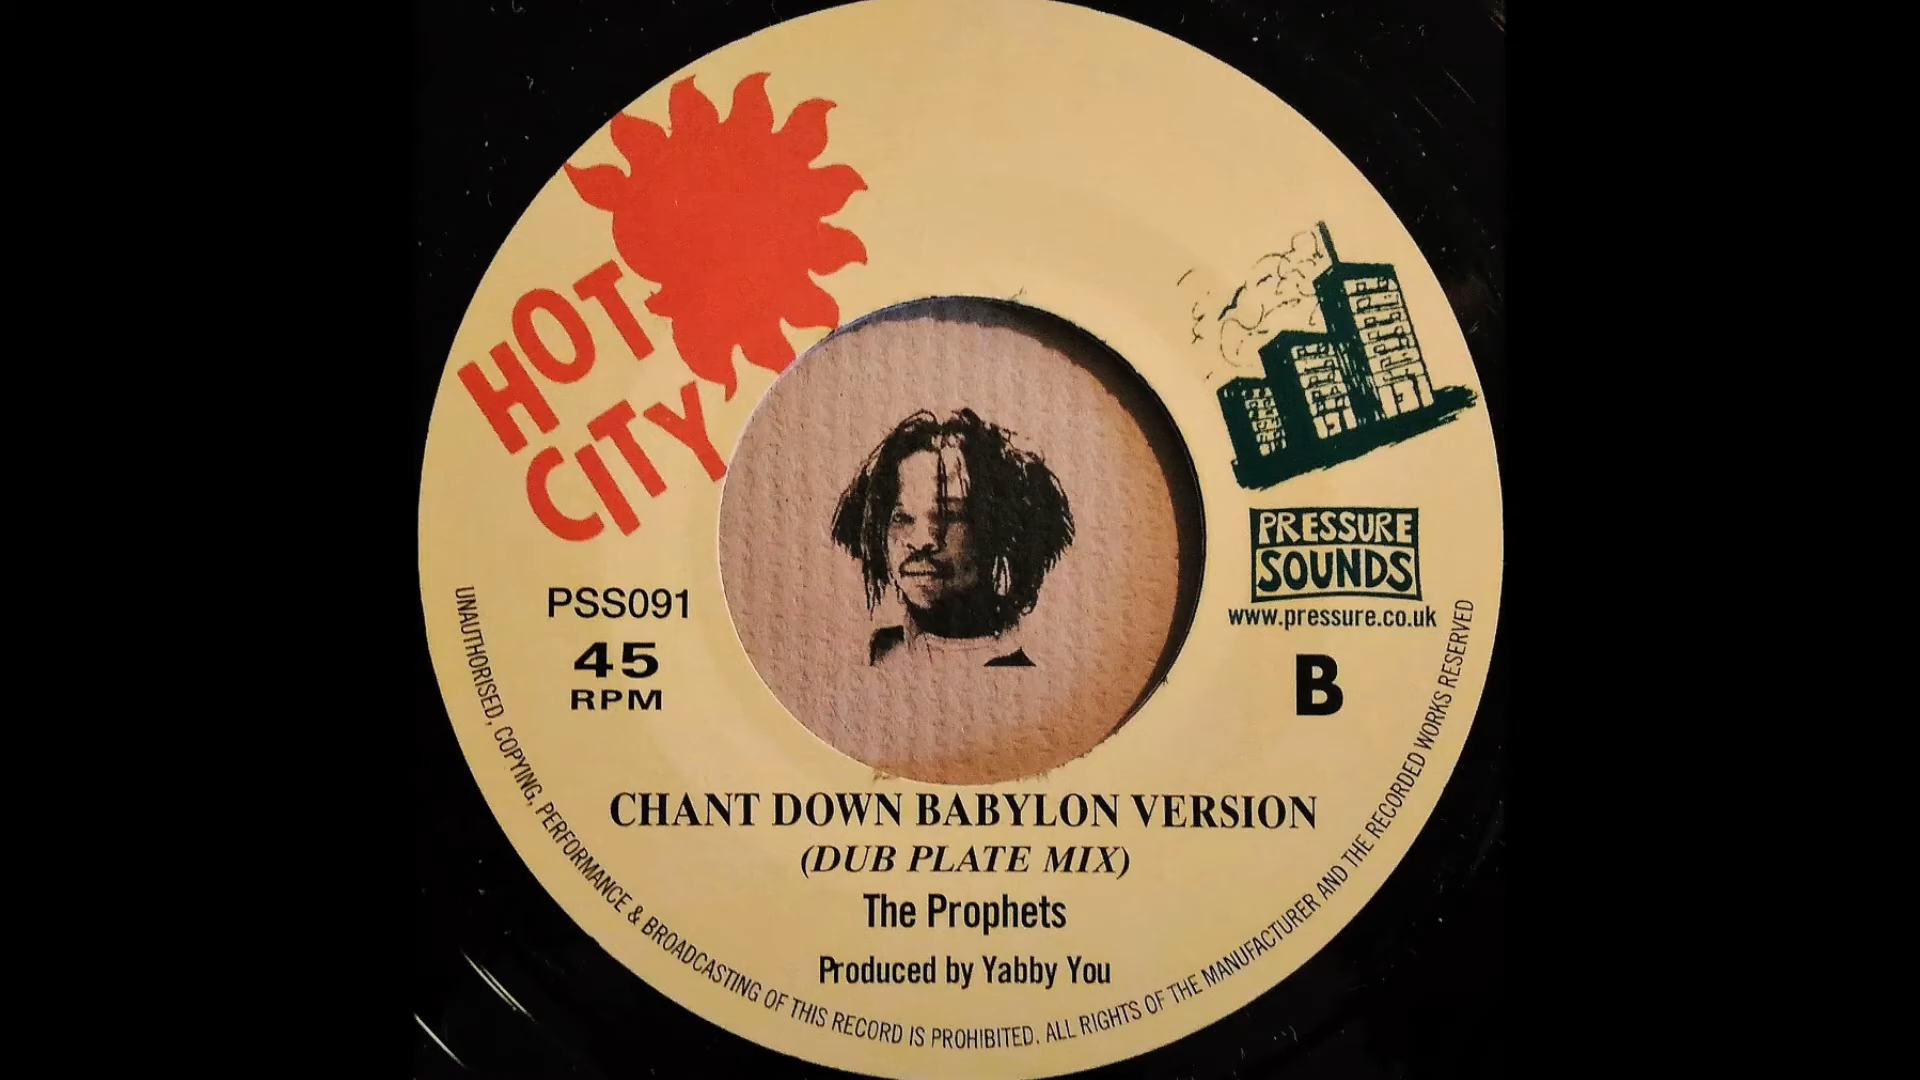 HOT
CITY
PRESSURE
SOUNDS
www.pressure.co.uk
PSS091
45
RPM
B
CHANT DOWN BABYLON VERSION
(DUB PLATE MIX)
The Prophets
Produced by Yabby You
UNAUTHORISED, COPYING, PERFORMANCE & BROADCASTING OF THIS RECORD IS PROHIBITED. ALL RIGHTS OF THE MANUFACTURER AND THE RECORDED WORKS RESERVED